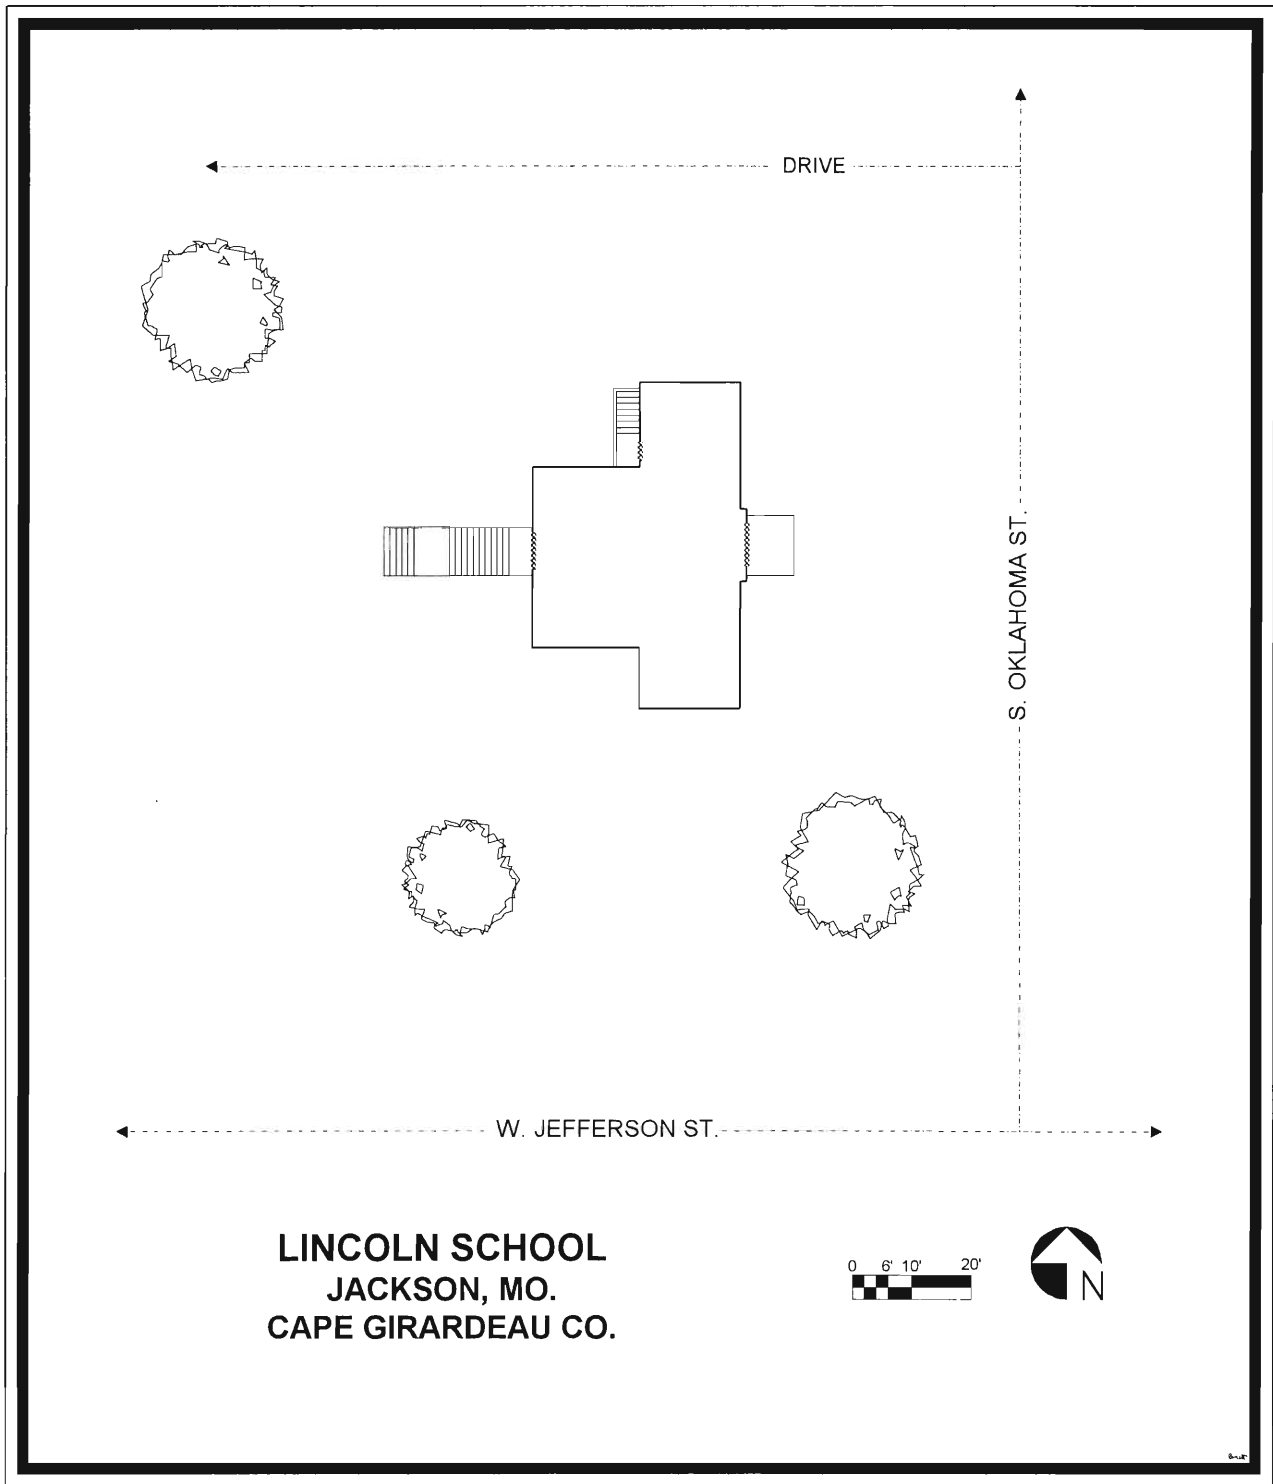 DRIVE
S. OKLAHOMA ST.
W. JEFFERSON ST.
LINCOLN SCHOOL
JACKSON, MO.
CAPE GIRARDEAU CO.
0 6' 10' 20'
N